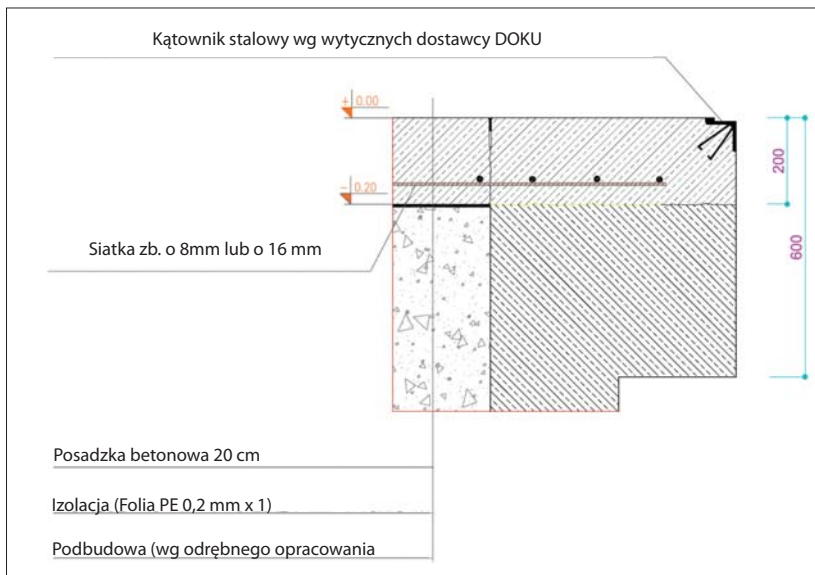 Kątownik stalowy wg wytycznych dostawcy DOKU
+ 0.00
200
- 0.20
600
Siatka zb. o 8mm lub o 16 mm
Posadzka betonowa 20 cm
Izolacja (Folia PE 0,2 mm x 1)
Podbudowa (wg odrębnego opracowania